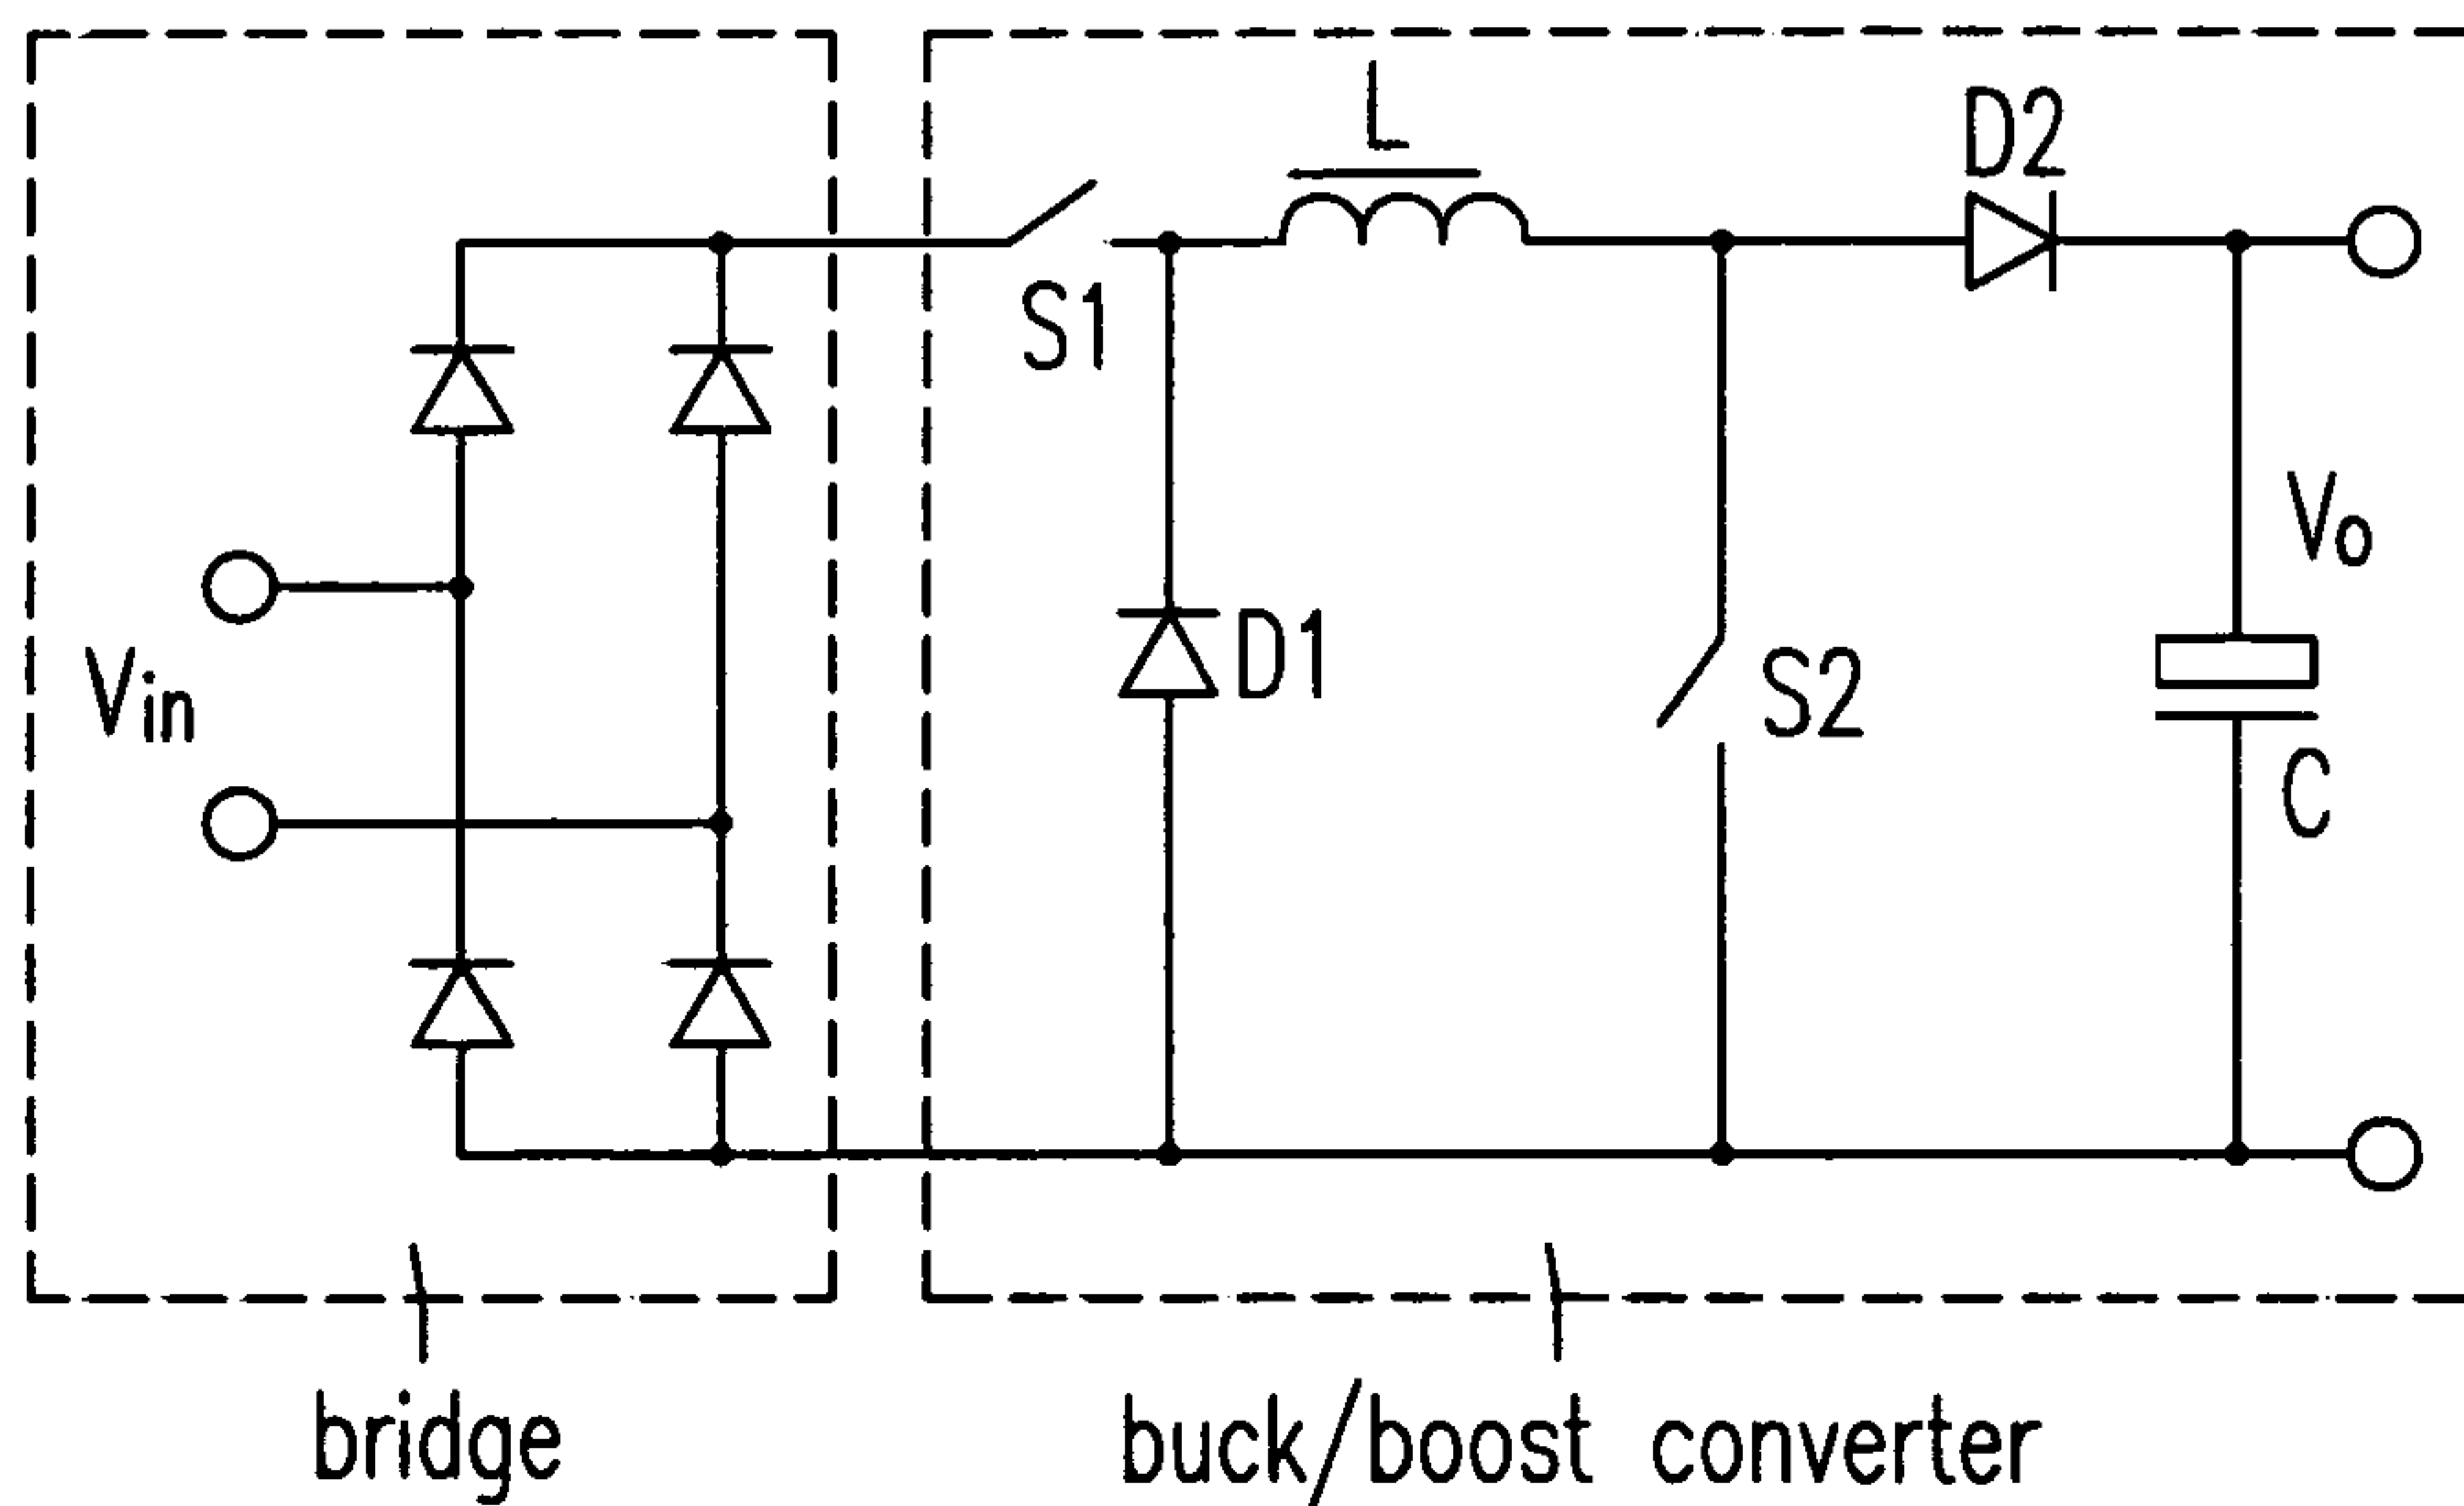 L
D2
S1
Vo
D1
S2
Vin
C
bridge
buck/boost converter